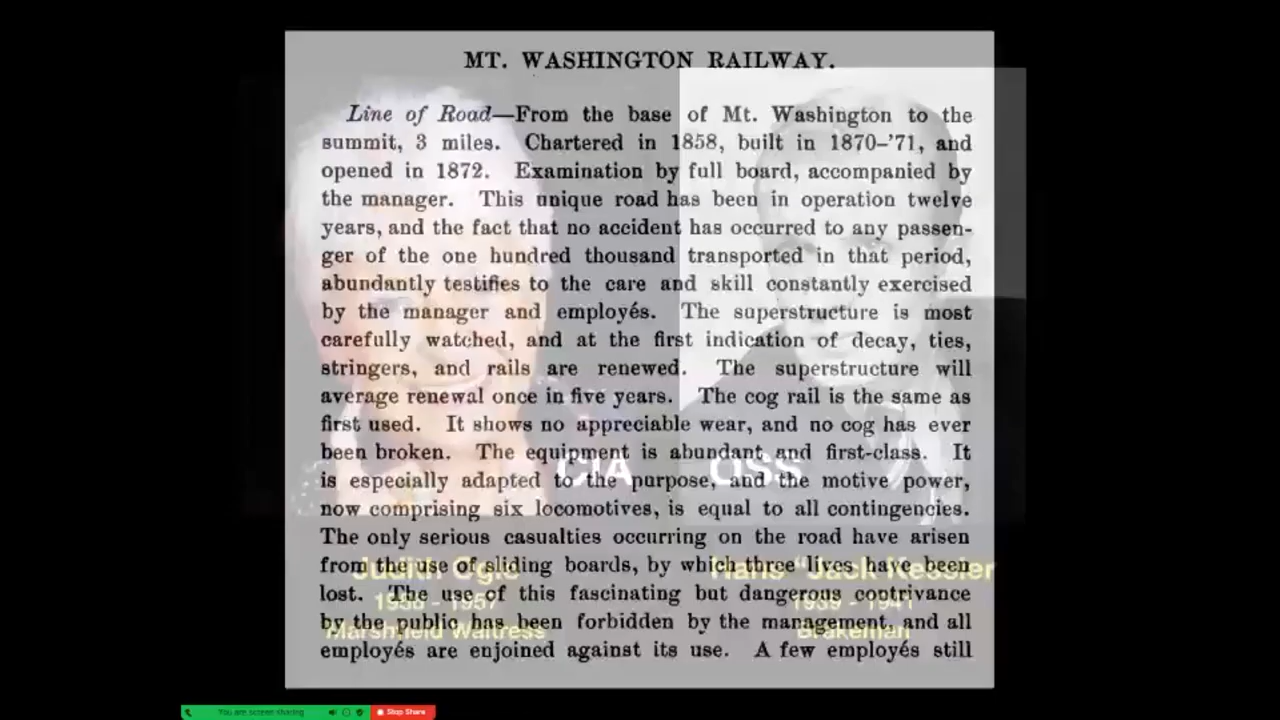 MT. WASHINGTON RAILWAY.
Line of Road—From the base of Mt. Washington to the
summit, 3 miles. Chartered in 1858, built in 1870–'71, and
opened in 1872. Examination by full board, accompanied by
the manager. This unique road has been in operation twelve
years, and the fact that no accident has occurred to any passen-
ger of the one hundred thousand transported in that period,
abundantly testifies to the care and skill constantly exercised
by the manager and employés. The superstructure is most
carefully watched, and at the first indication of decay, ties,
stringers, and rails are renewed. The superstructure will
average renewal once in five years. The cog rail is the same as
first used. It shows no appreciable wear, and no cog has ever
been broken. The equipment is abundant and first-class. It
is especially adapted to the purpose, and the motive power,
now comprising six locomotives, is equal to all contingencies.
The only serious casualties occurring on the road have arisen
from the use of sliding boards, by which three lives have been
lost. The use of this fascinating but dangerous contrivance
by the public has been forbidden by the management, and all
employés are enjoined against its use. A few employés still
CIA
OSS
Judith Ogle
Marshfield Waitress
Hans "Jack Kessler
1939 - 1941
Brakeman
You are screen sharing
Stop Share